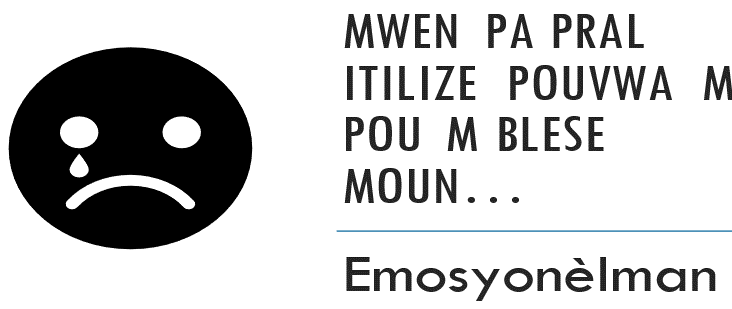 MWEN PA PRAL
ITILIZE POUVWA M
POU M BLESE
MOUN...
Emosyonèlman